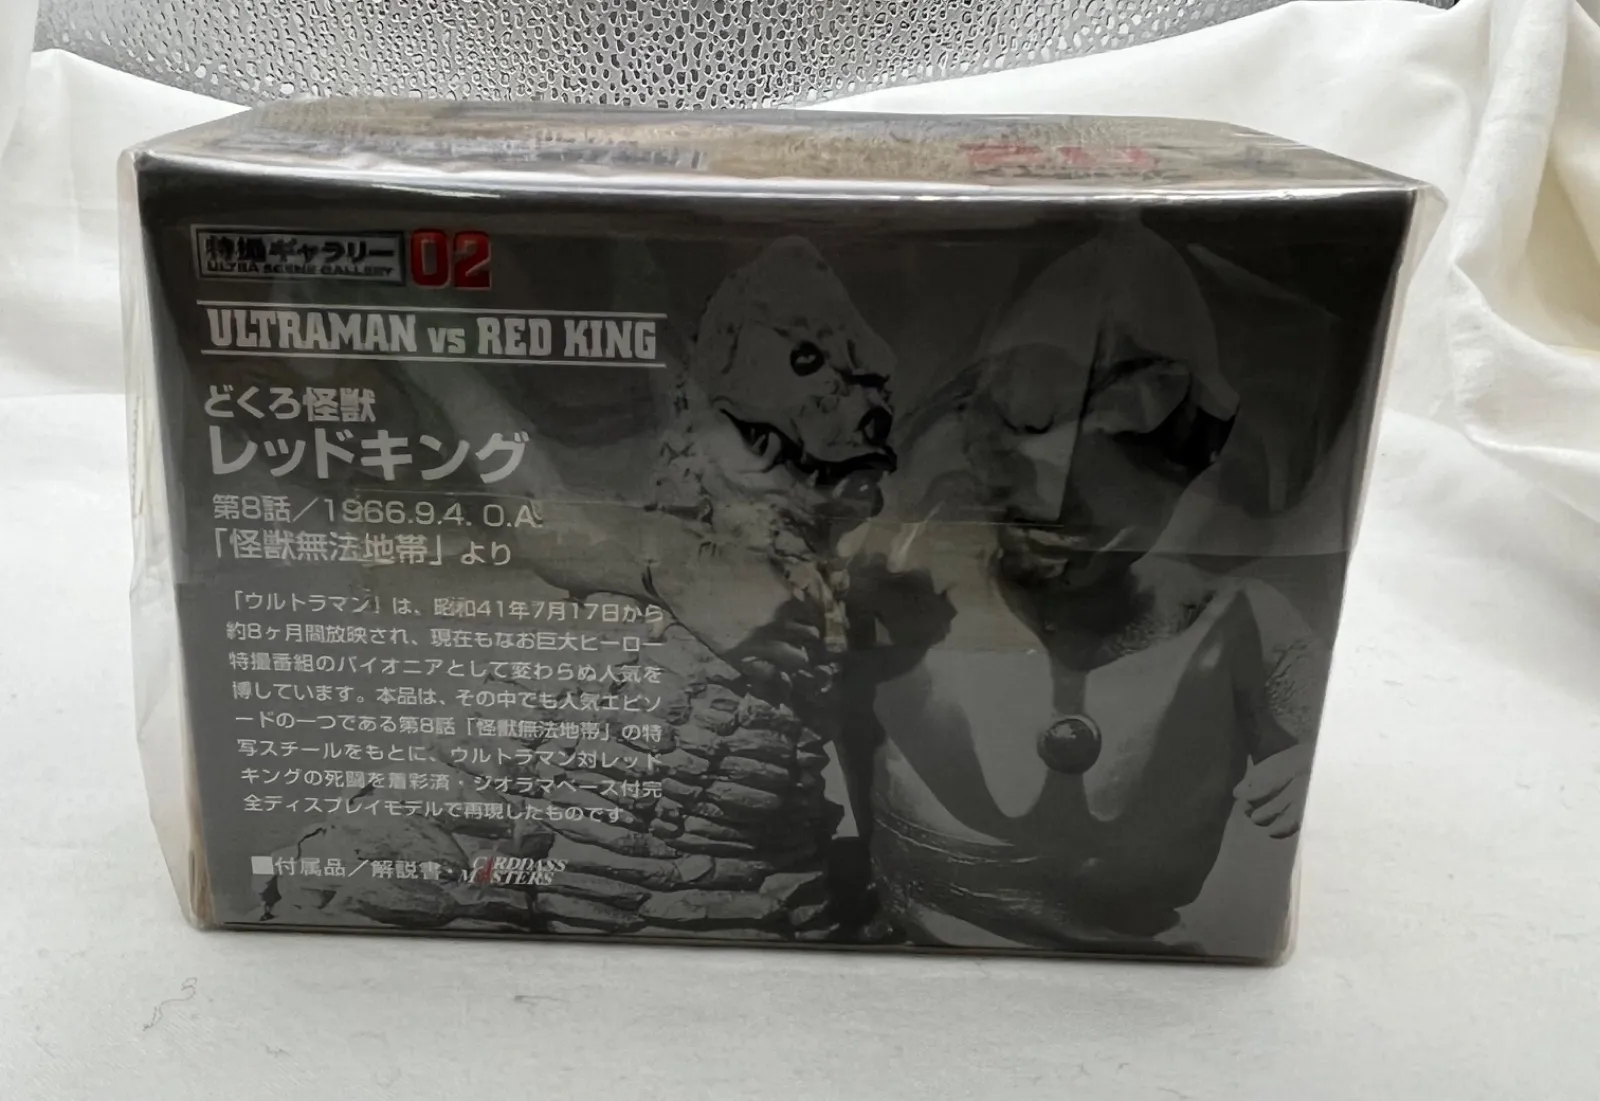 特撮ギャラリー 02
ULTRA SCENE GALLERY
ULTRAMAN vs RED KING
どくろ怪獣
レッドキング
第8話／1966.9.4. O.A.
「怪獣無法地帯」より
「ウルトラマン」は、昭和41年7月17日から
約8ヶ月間放映され、現在もなお巨大ヒーロー
特撮番組のパイオニアとして変わらぬ人気を
博しています。本品は、その中でも人気エピソ
ードの一つである第8話「怪獣無法地帯」の特
写スチールをもとに、ウルトラマン対レッド
キングの死闘を着彩済・ジオラマベース付完
全ディスプレイモデルで再現したものです。
■付属品／解説書・CARDDASS
MASTERS